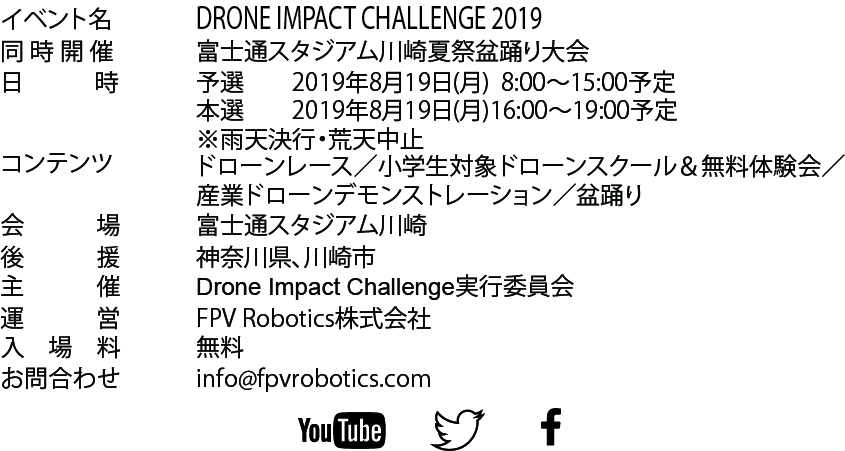 イベント名 DRONE IMPACT CHALLENGE 2019
同時開催 富士通スタジアム川崎夏祭盆踊り大会
日時 予選 2019年8月19日(月) 8:00〜15:00予定
本選 2019年8月19日(月)16:00〜19:00予定
※雨天決行・荒天中止
コンテンツ ドローンレース／小学生対象ドローンスクール＆無料体験会／
産業ドローンデモンストレーション／盆踊り
会場 富士通スタジアム川崎
後援 神奈川県、川崎市
主催 Drone Impact Challenge実行委員会
運営 FPV Robotics株式会社
入場料 無料
お問合わせ info@fpvrobotics.com
YouTube